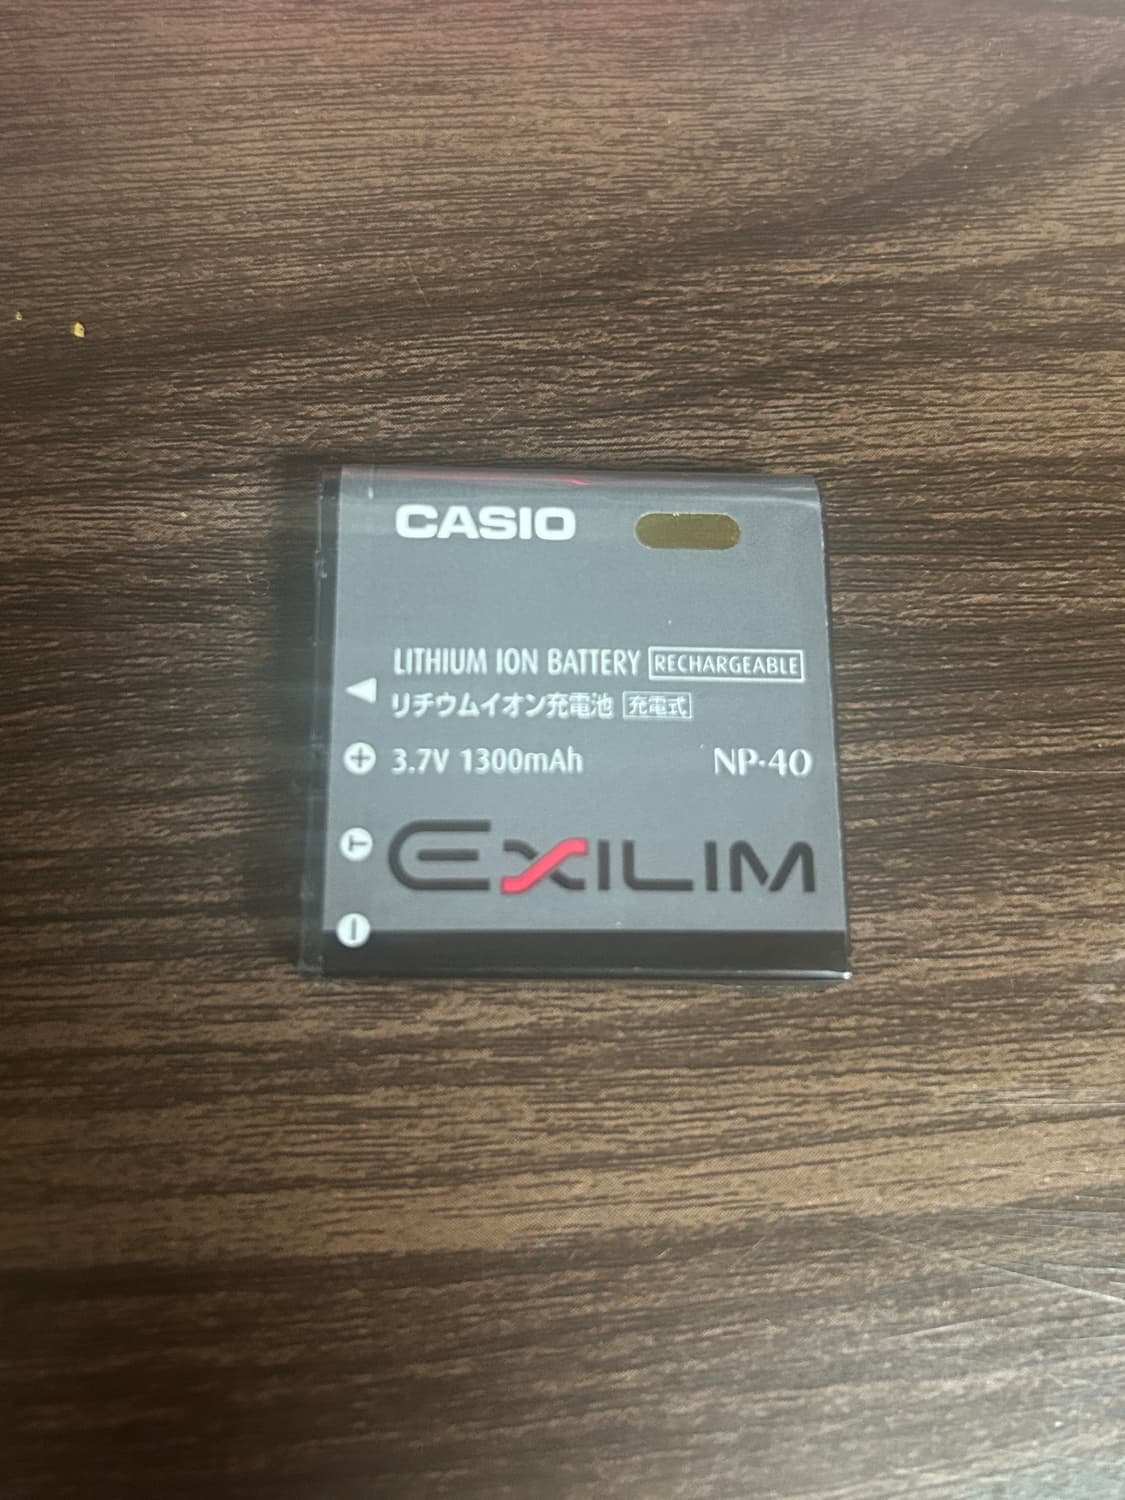 CASIO
LITHIUM ION BATTERY RECHARGEABLE
リチウムイオン充電池 充電式
+ 3.7V 1300mAh NP-40
T EXILIM
−